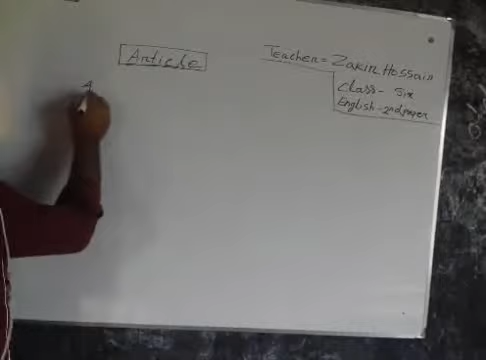 Article
Teacher = Zakir Hossain
Class - Six
English - 2nd paper
A